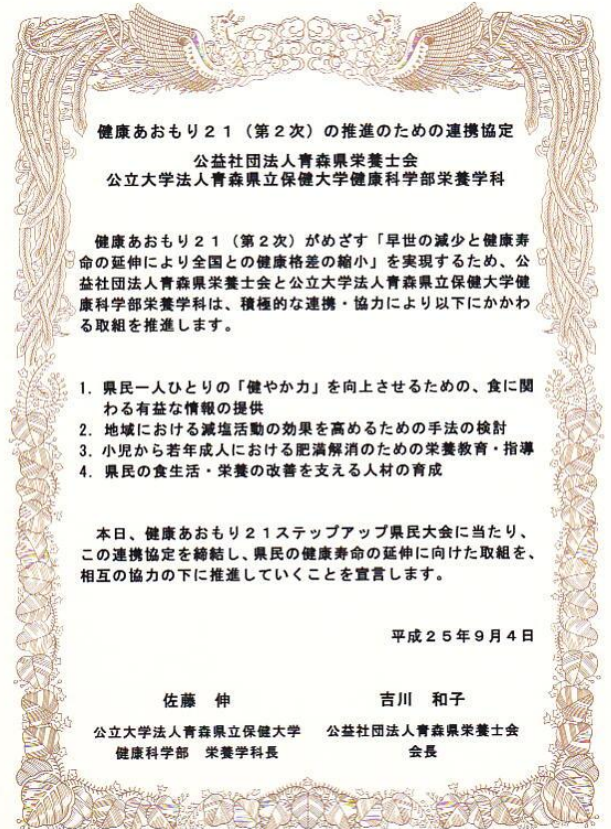 健康あおもり２１（第２次）の推進のための連携協定
公益社団法人青森県栄養士会
公立大学法人青森県立保健大学健康科学部栄養学科
健康あおもり２１（第２次）がめざす「早世の減少と健康寿
命の延伸により全国との健康格差の縮小」を実現するため、公
益社団法人青森県栄養士会と公立大学法人青森県立保健大学健
康科学部栄養学科は、積極的な連携・協力により以下にかかわ
る取組を推進します。
1. 県民一人ひとりの「健やか力」を向上させるための、食に関
わる有益な情報の提供
2. 地域における減塩活動の効果を高めるための手法の検討
3. 小児から若年成人における肥満解消のための栄養教育・指導
4. 県民の食生活・栄養の改善を支える人材の育成
本日、健康あおもり２１ステップアップ県民大会に当たり、
この連携協定を締結し、県民の健康寿命の延伸に向けた取組を、
相互の協力の下に推進していくことを宣言します。
平成２５年９月４日
佐藤　伸
公立大学法人青森県立保健大学
健康科学部　栄養学科長
吉川　和子
公益社団法人青森県栄養士会
会長